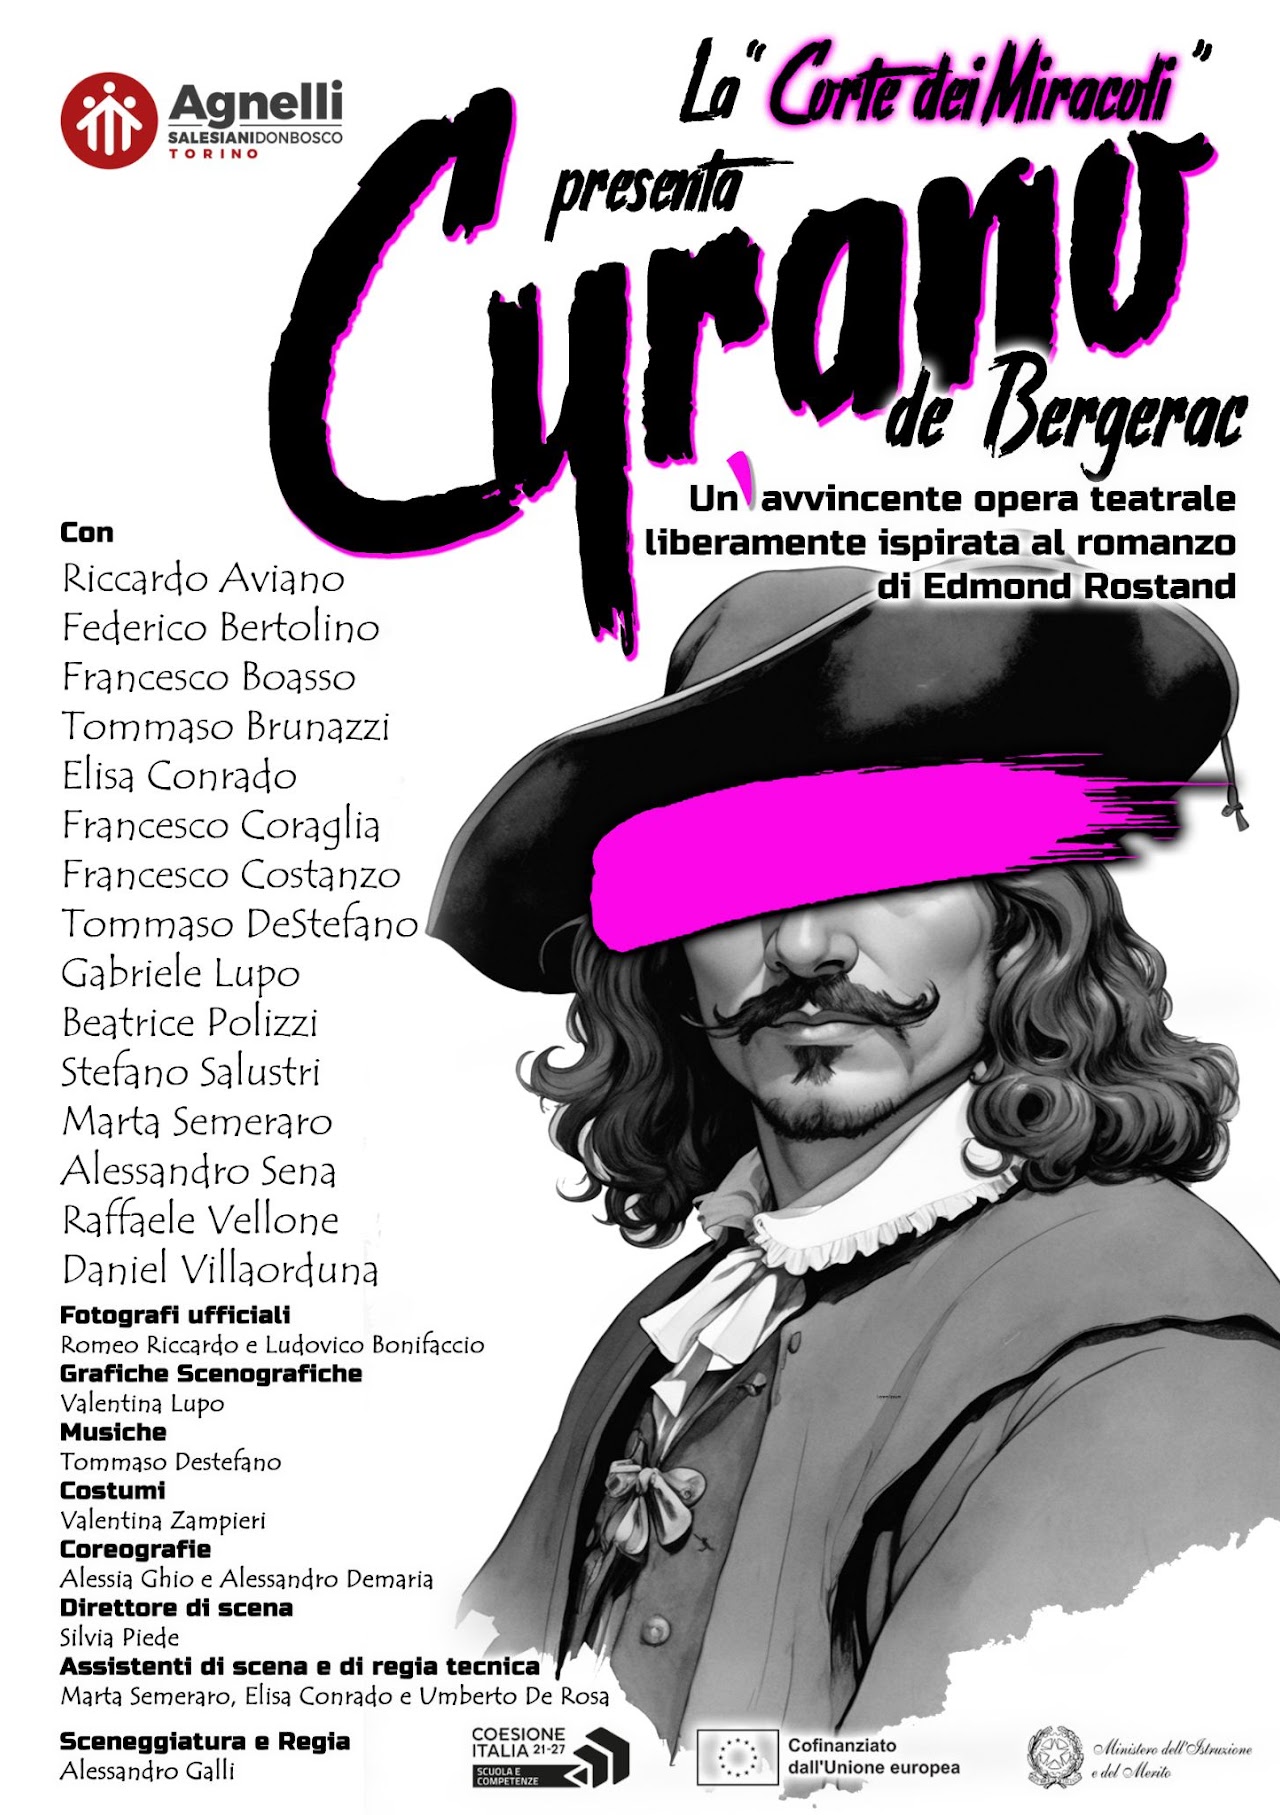 La "Corte dei Miracoli"
presenta
Cyrano
de Bergerac
Agnelli
SALESIANIDONBOSCO
TORINO
Un'avvincente opera teatrale
liberamente ispirata al romanzo
di Edmond Rostand
Con
Riccardo Aviano
Federico Bertolino
Francesco Boasso
Tommaso Brunazzi
Elisa Conrado
Francesco Coraglia
Francesco Costanzo
Tommaso DeStefano
Gabriele Lupo
Beatrice Polizzi
Stefano Salustri
Marta Semeraro
Alessandro Sena
Raffaele Vellone
Daniel Villaorduna
Fotografi ufficiali
Romeo Riccardo e Ludovico Bonifaccio
Grafiche Scenografiche
Valentina Lupo
Musiche
Tommaso Destefano
Costumi
Valentina Zampieri
Coreografie
Alessia Ghio e Alessandro Demaria
Direttore di scena
Silvia Piede
Assistenti di scena e di regia tecnica
Marta Semeraro, Elisa Conrado e Umberto De Rosa
Sceneggiatura e Regia
Alessandro Galli
COESIONE
ITALIA 21-27
SCUOLA E
COMPETENZE
Cofinanziato
dall'Unione europea
Ministero dell'Istruzione
e del Merito